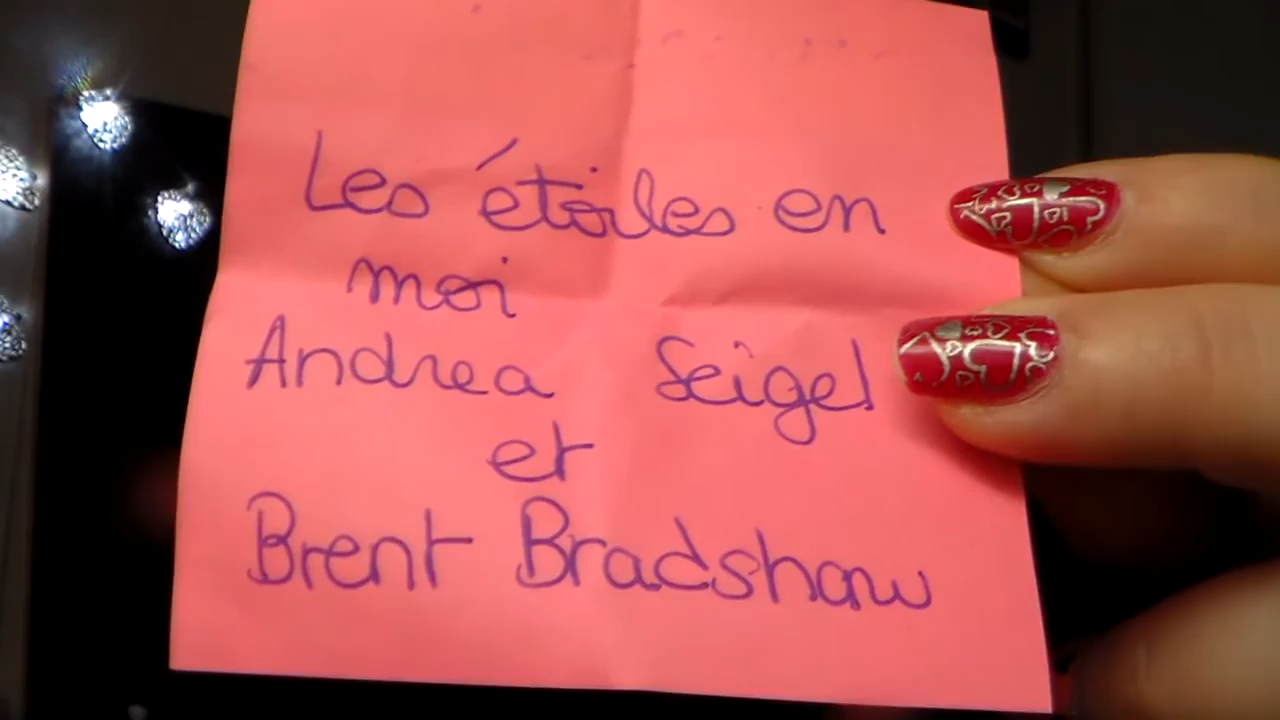 Les étoiles en
moi
Andrea Seigel
et
Brent Bradshaw